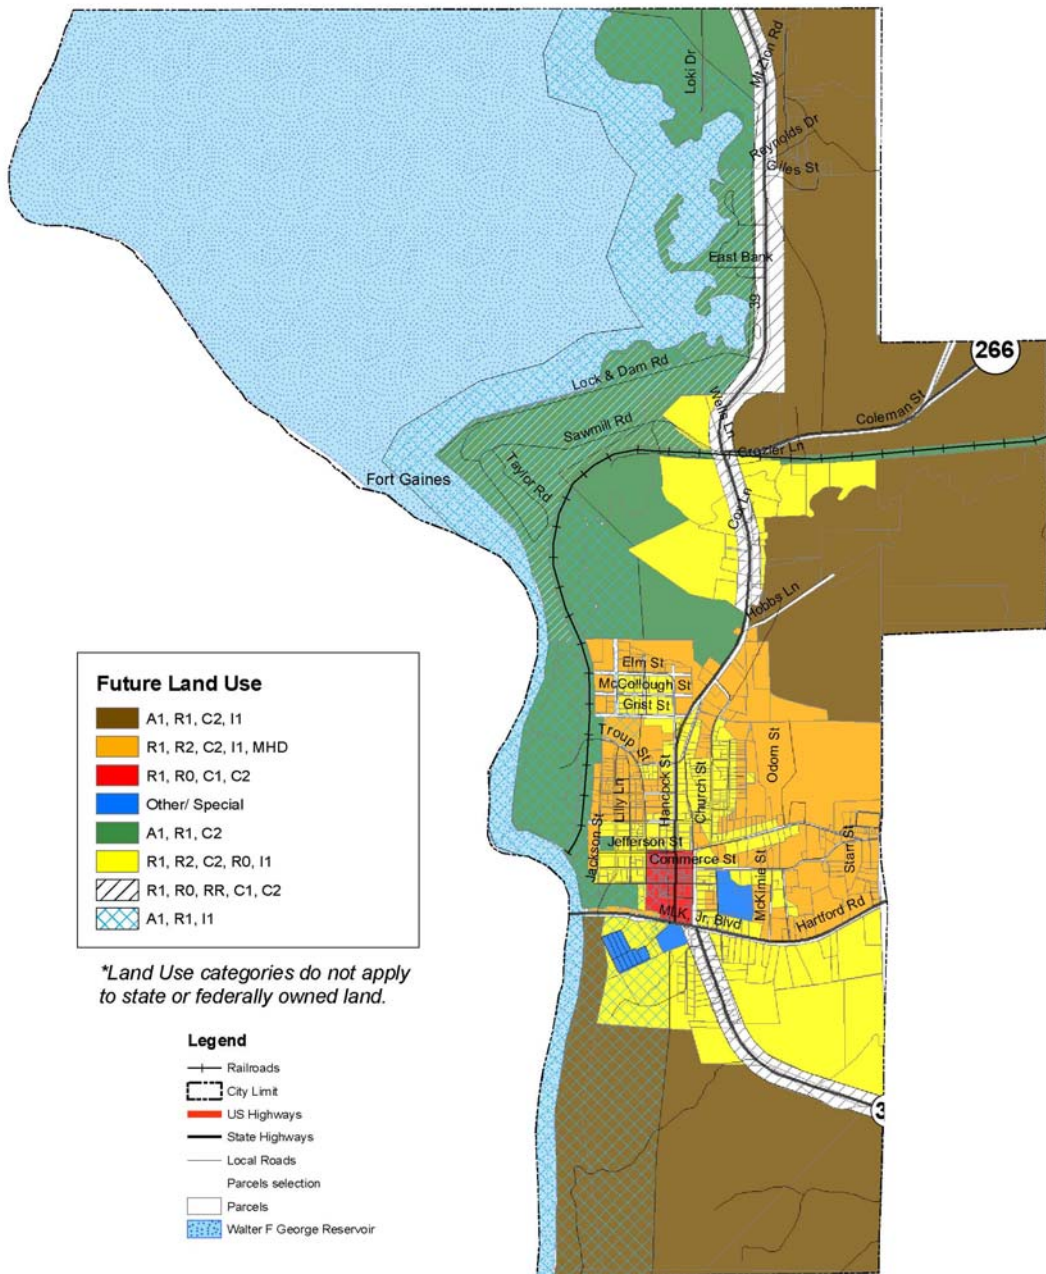 Loki Dr
Mt Zion Rd
Reynolds Dr
Giles St
East Bank
39
266
Lock & Dam Rd
Wells Ln
Coleman St
Sawmill Rd
Crozier Ln
Taylor Rd
Fort Gaines
Coy Ln
Hobbs Ln
Elm St
McCollough St
Grist St
Troup St
Hancock St
Odom St
Lilly Ln
Church St
Jackson St
Jefferson St
Commerce St
McKimie St
Starr St
MLK, Jr. Blvd
Hartford Rd
3
Future Land Use
A1, R1, C2, I1
R1, R2, C2, I1, MHD
R1, R0, C1, C2
Other/ Special
A1, R1, C2
R1, R2, C2, R0, I1
R1, R0, RR, C1, C2
A1, R1, I1
*Land Use categories do not apply
to state or federally owned land.
Legend
Railroads
City Limit
US Highways
State Highways
Local Roads
Parcels selection
Parcels
Walter F George Reservoir